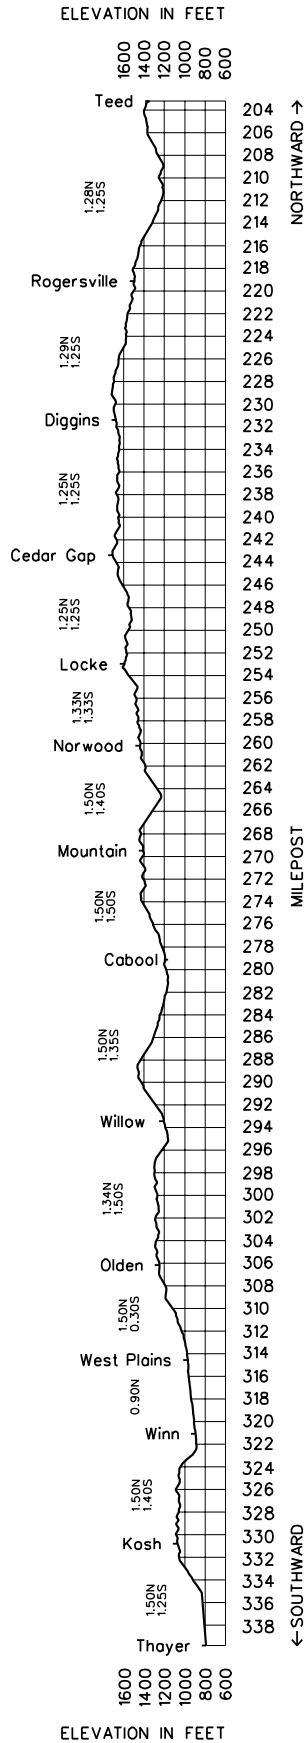 ELEVATION IN FEET
1600 1400 1200 1000 800 600
Teed
204
206
208
210
1.28N
1.25S
212
214
NORTHWARD →
216
218
Rogersville
220
222
224
1.29N
1.25S
226
228
230
Diggins
232
234
236
1.25N
1.25S
238
240
242
Cedar Gap
244
246
1.25N
1.25S
248
250
252
Locke
254
1.33N
1.33S
256
258
Norwood
260
262
1.50N
1.40S
264
266
268
Mountain
270
272
MILEPOST
1.50N
1.50S
274
276
278
Cabool
280
282
284
1.50N
1.35S
286
288
290
292
Willow
294
296
298
1.34N
1.50S
300
302
304
Olden
306
308
1.50N
0.30S
310
312
West Plains
314
316
0.90N
318
320
Winn
322
324
1.50N
1.40S
326
328
330
Kosh
332
334
1.50N
1.25S
336
338
← SOUTHWARD
Thayer
1600 1400 1200 1000 800 600
ELEVATION IN FEET